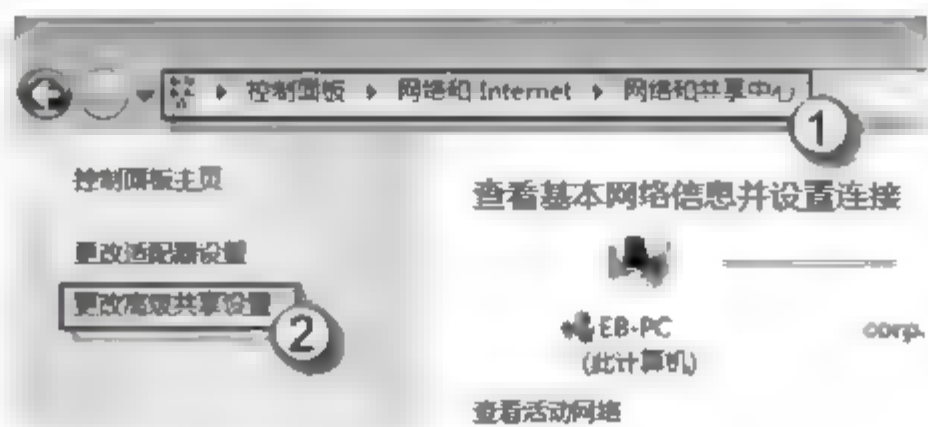 控制面板 ▸ 网络和 Internet ▸ 网络和共享中心
1
控制面板主页
查看基本网络信息并设置连接
更改适配器设置
更改高级共享设置
2
EB-PC
(此计算机)
corp.
查看活动网络